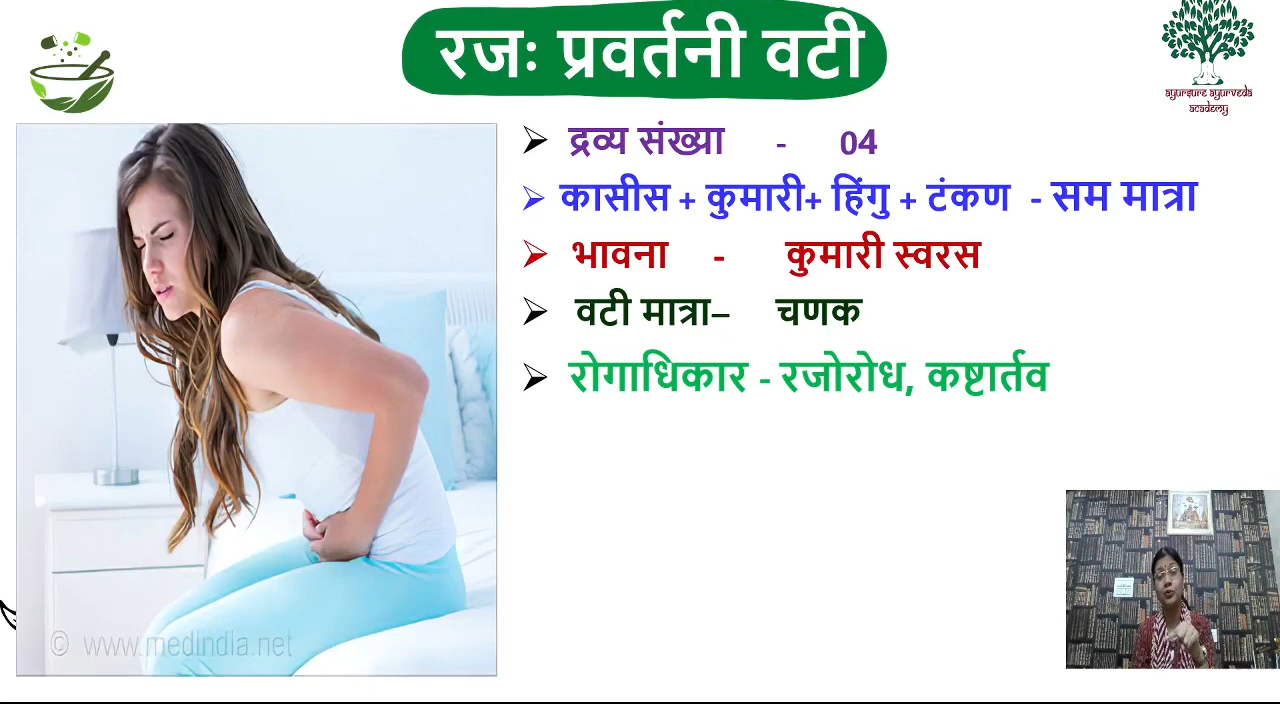 रजः प्रवर्तनी वटी
ayursure ayurveda
academy
➢ द्रव्य संख्या - 04
➢ कासीस + कुमारी+ हिंगु + टंकण - सम मात्रा
➢ भावना - कुमारी स्वरस
➢ वटी मात्रा– चणक
➢ रोगाधिकार - रजोरोध, कष्टार्तव
© www.medindia.net